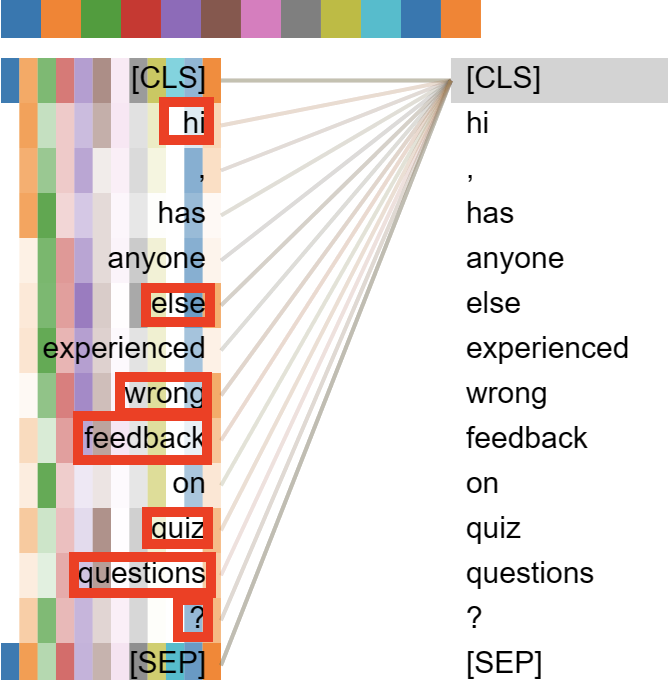 [CLS] [CLS]
hi hi
, ,
has has
anyone anyone
else else
experienced experienced
wrong wrong
feedback feedback
on on
quiz quiz
questions questions
? ?
[SEP] [SEP]